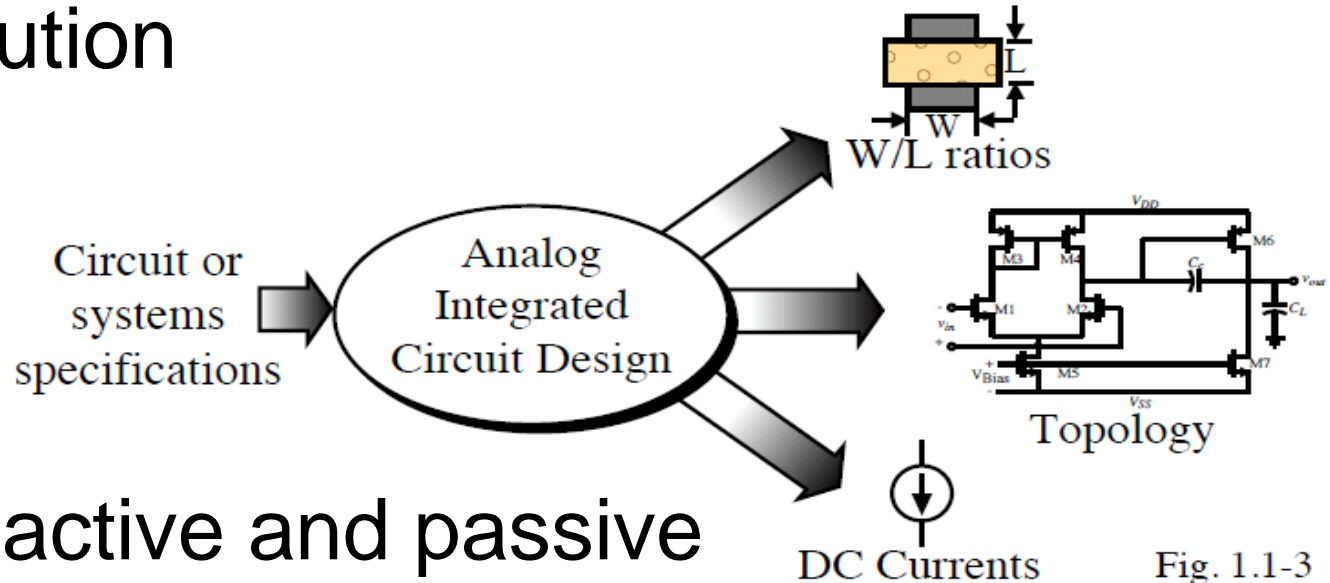 ution
L
W
W/L ratios
Circuit or
systems
specifications
Analog
Integrated
Circuit Design
VDD
M3
M4
M6
Cc
vout
CL
M1
M2
-
vin
+
+
VBias
-
M5
M7
VSS
Topology
active and passive
DC Currents
Fig. 1.1-3